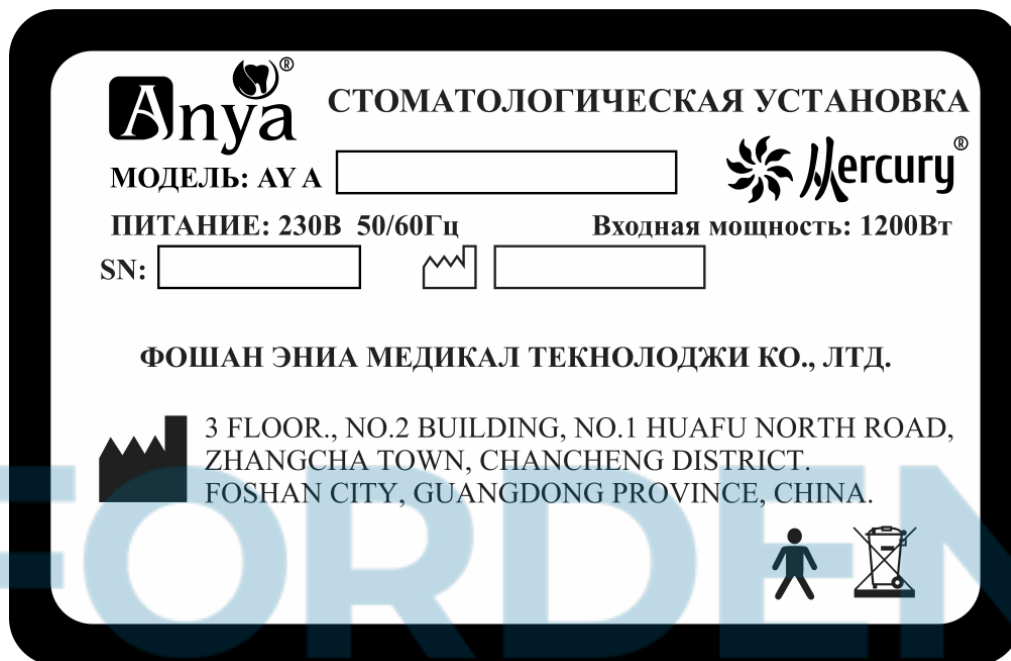 Anya®
СТОМАТОЛОГИЧЕСКАЯ УСТАНОВКА
МОДЕЛЬ: AY A
Mercury®
ПИТАНИЕ: 230В 50/60Гц Входная мощность: 1200Вт
SN:
ФОШАН ЭНИА МЕДИКАЛ ТЕКНОЛОДЖИ КО., ЛТД.
3 FLOOR., NO.2 BUILDING, NO.1 HUAFU NORTH ROAD,
ZHANGCHA TOWN, CHANCHENG DISTRICT.
FOSHAN CITY, GUANGDONG PROVINCE, CHINA.
FORDEN